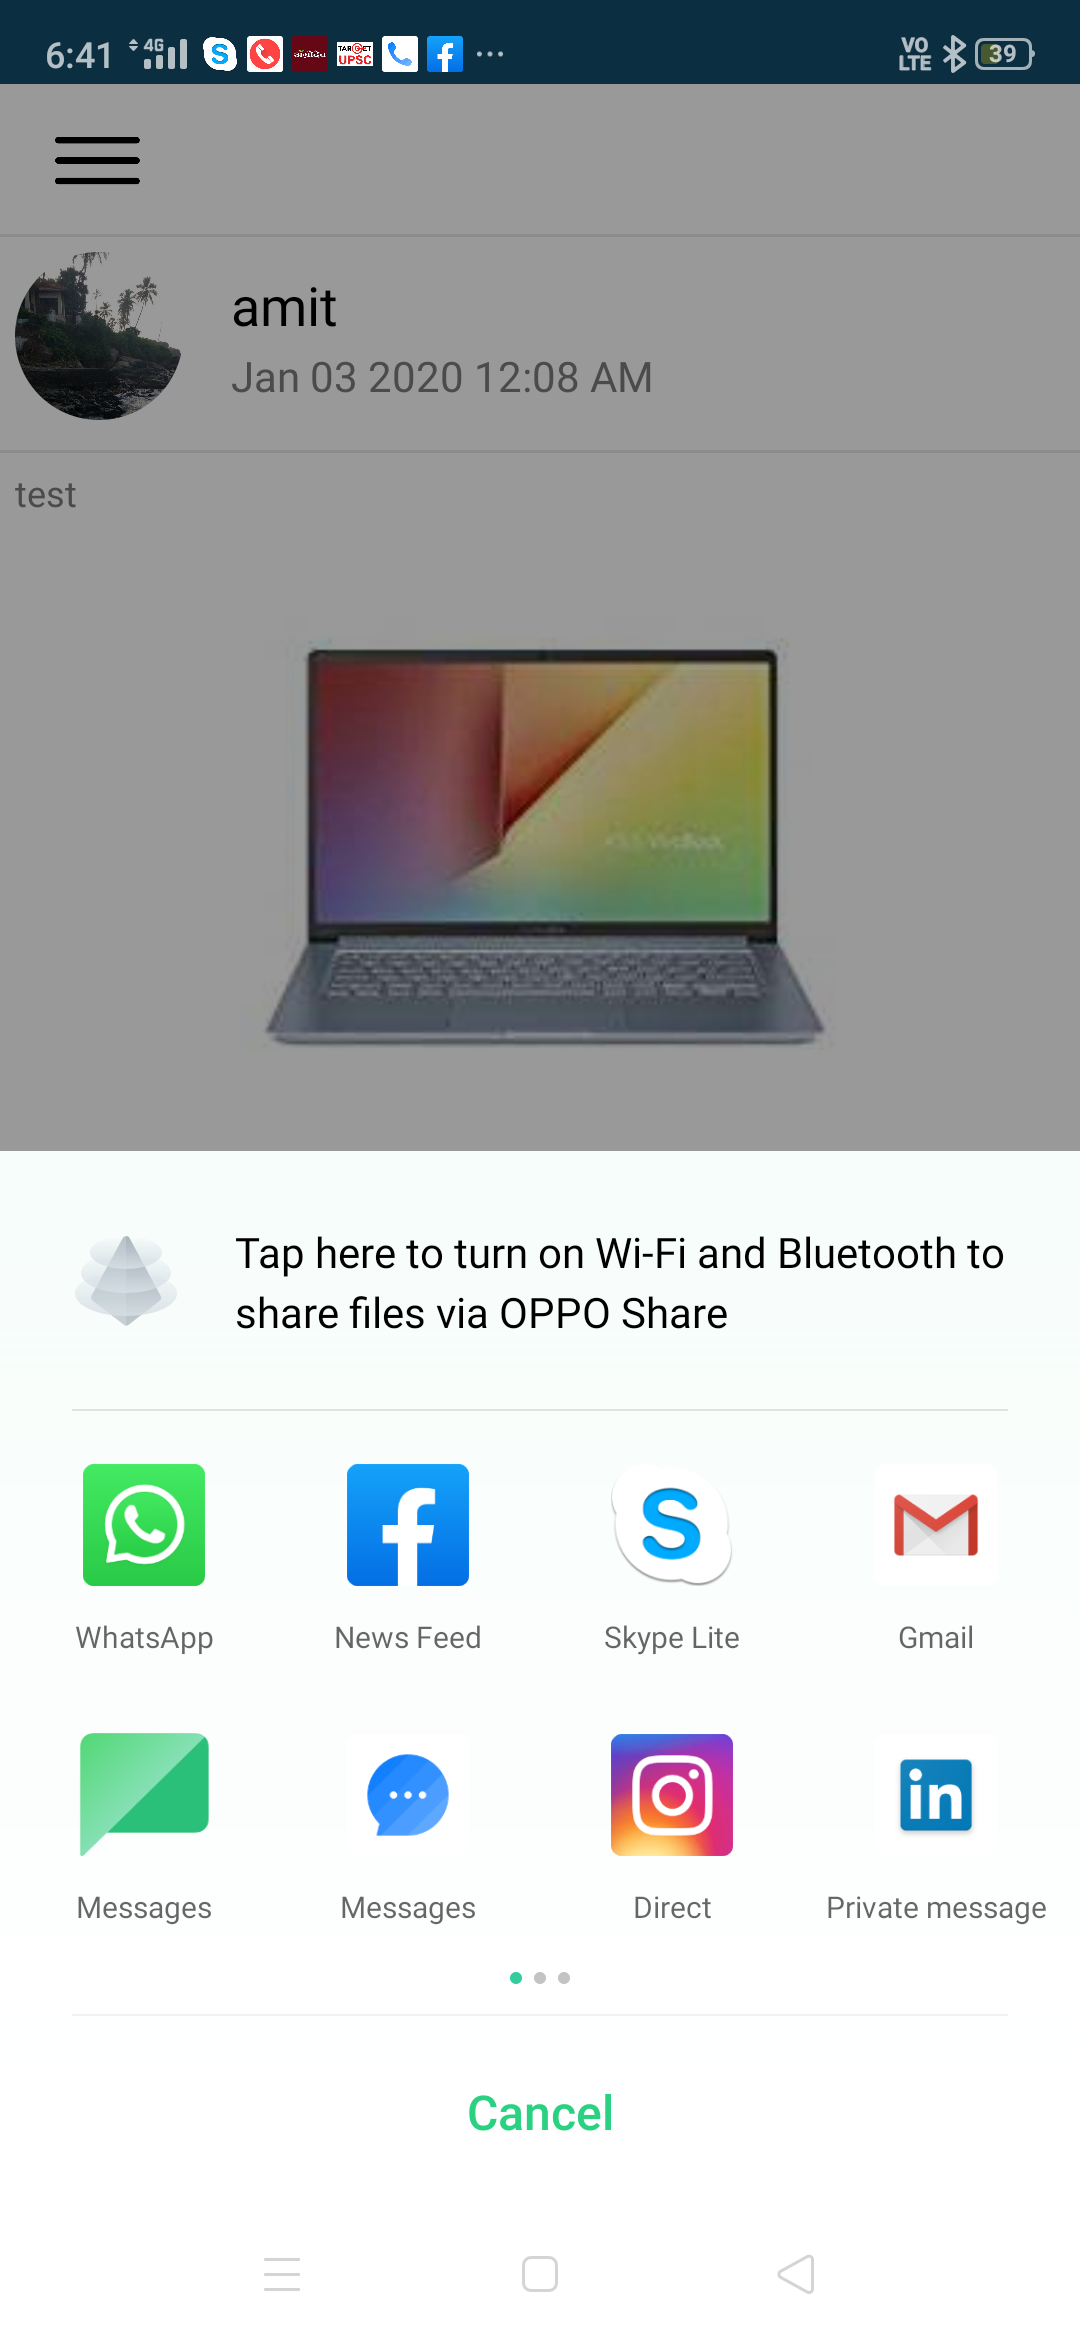 6:41 4G TARGET UPSC VO LTE 39
amit
Jan 03 2020 12:08 AM
test
Tap here to turn on Wi-Fi and Bluetooth to
share files via OPPO Share
WhatsApp News Feed Skype Lite Gmail
Messages Messages Direct Private message
Cancel